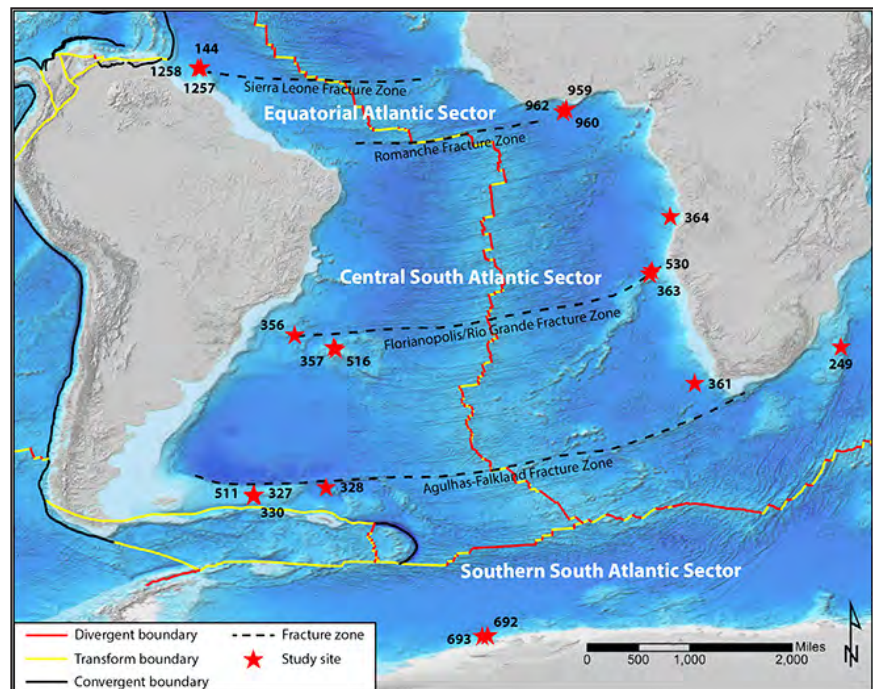 144
1258
1257
Sierra Leone Fracture Zone
Equatorial Atlantic Sector
959
962
960
Romanche Fracture Zone
364
Central South Atlantic Sector
530
363
356
Florianopolis/Rio Grande Fracture Zone
357
516
249
361
Agulhas-Falkland Fracture Zone
328
511
327
330
Southern South Atlantic Sector
692
693
Divergent boundary
Fracture zone
Transform boundary
Study site
Convergent boundary
Miles
0 500 1,000 2,000
N